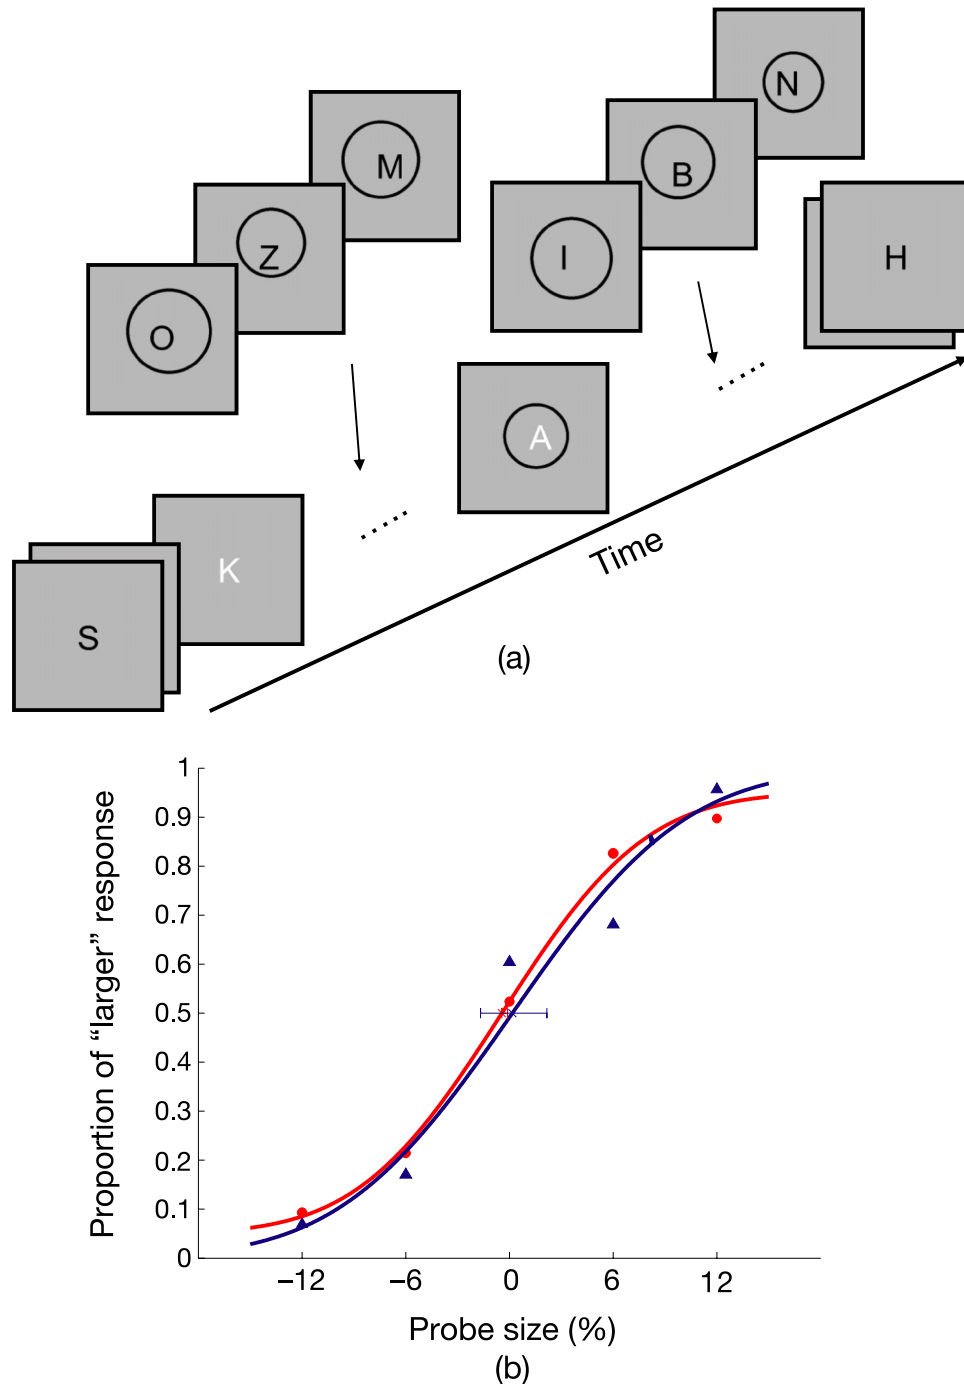 N
M
B
H
Z
I
O
A
K
S
Time
(a)
1
0.9
0.8
0.7
0.6
0.5
0.4
0.3
0.2
0.1
0
Proportion of “larger” response
−12 −6 0 6 12
Probe size (%)
(b)